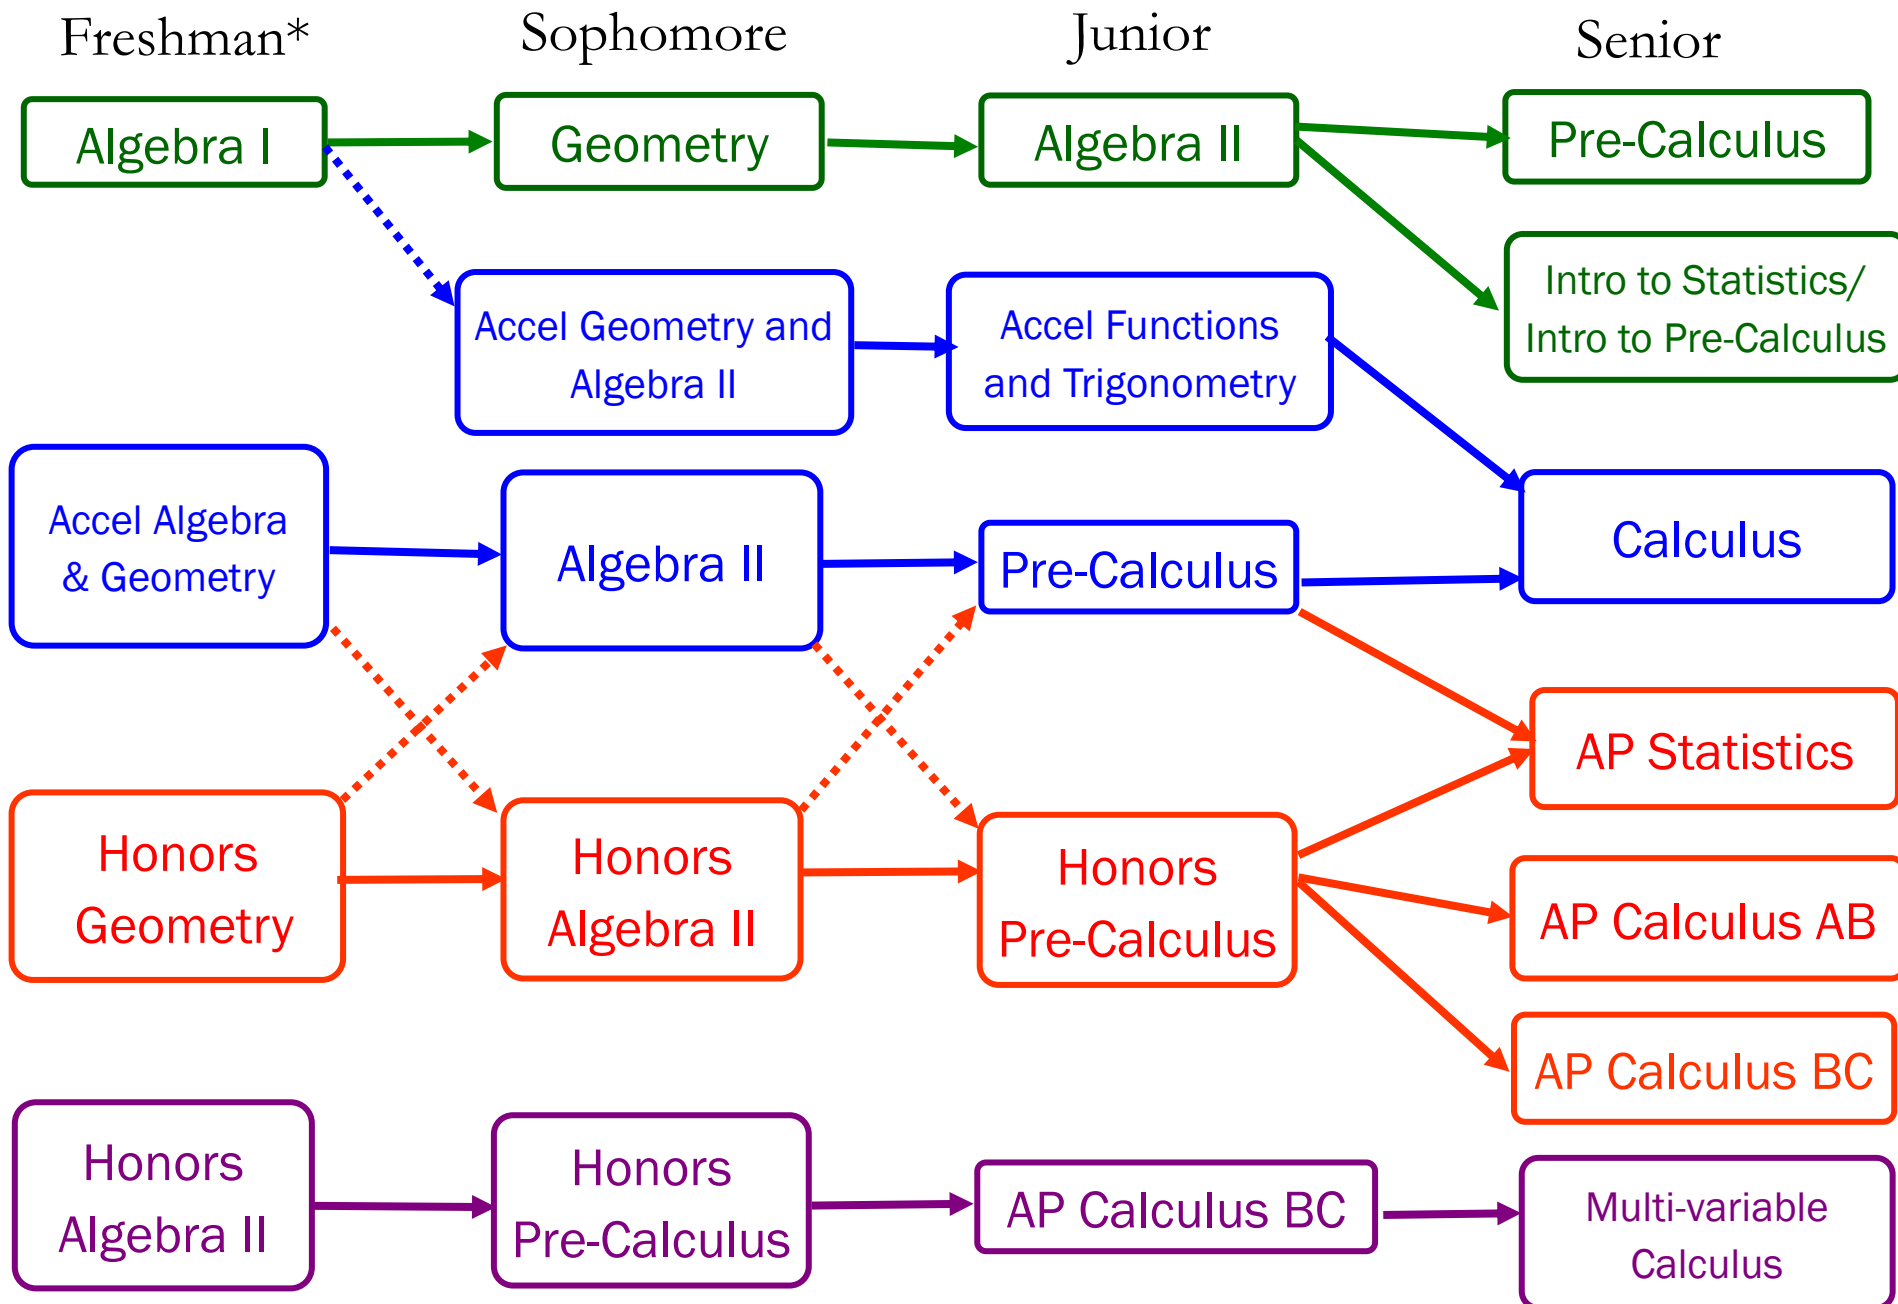 Freshman*
Sophomore
Junior
Senior
Algebra I
Geometry
Algebra II
Pre-Calculus
Intro to Statistics/
Intro to Pre-Calculus
Accel Geometry and
Algebra II
Accel Functions
and Trigonometry
Accel Algebra
& Geometry
Algebra II
Pre-Calculus
Calculus
AP Statistics
Honors
Geometry
Honors
Algebra II
Honors
Pre-Calculus
AP Calculus AB
AP Calculus BC
Honors
Algebra II
Honors
Pre-Calculus
AP Calculus BC
Multi-variable
Calculus